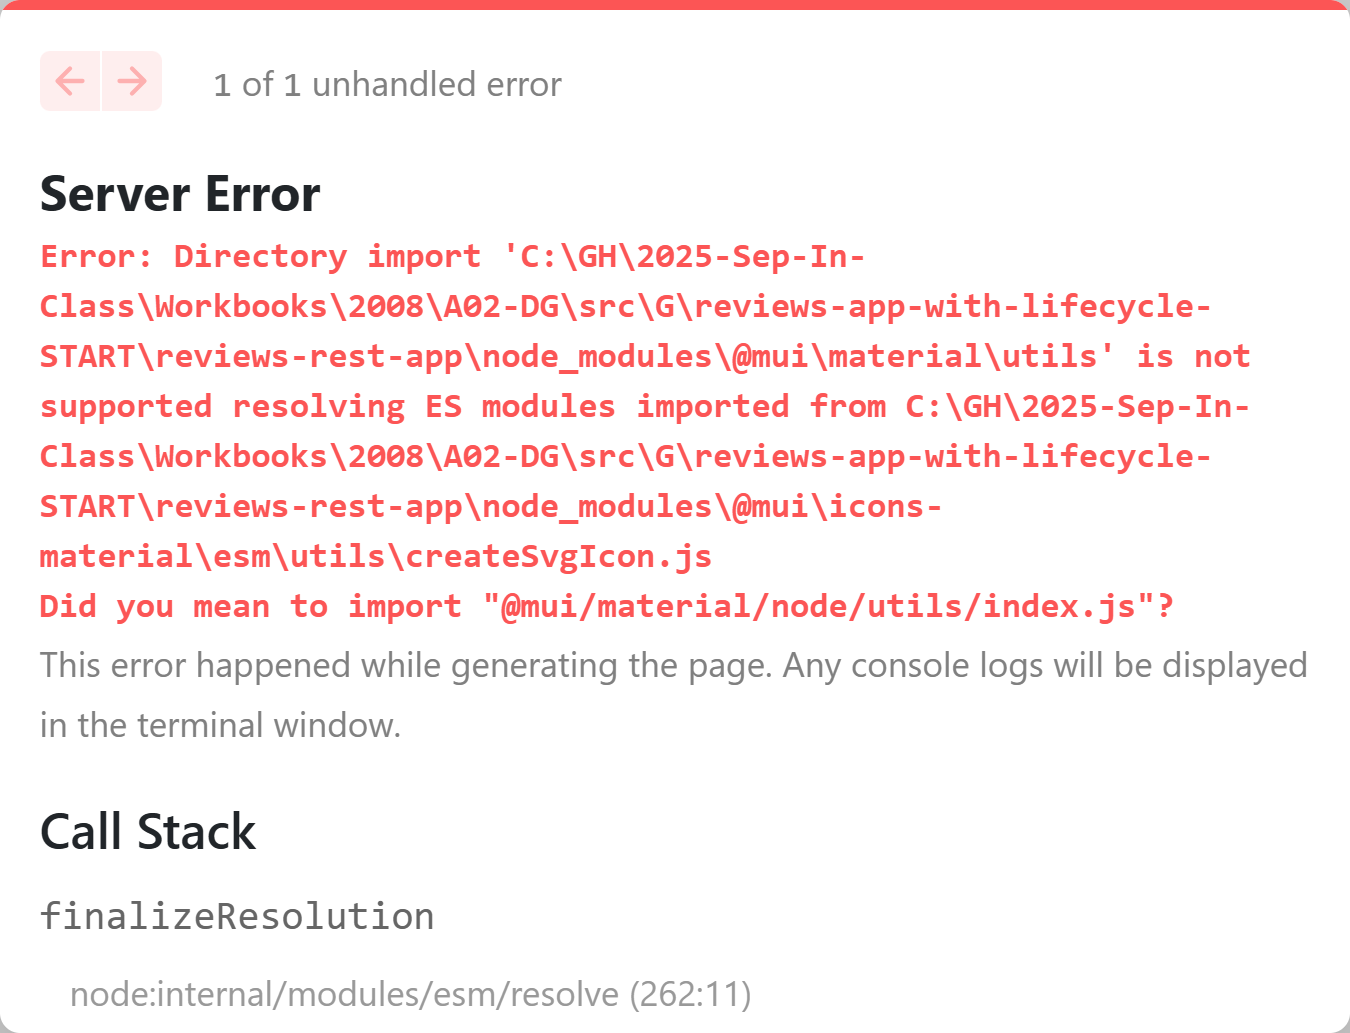 1 of 1 unhandled error
Server Error
Error: Directory import 'C:\GH\2025-Sep-In-
Class\Workbooks\2008\A02-DG\src\G\reviews-app-with-lifecycle-
START\reviews-rest-app\node_modules\@mui\material\utils' is not
supported resolving ES modules imported from C:\GH\2025-Sep-In-
Class\Workbooks\2008\A02-DG\src\G\reviews-app-with-lifecycle-
START\reviews-rest-app\node_modules\@mui\icons-
material\esm\utils\createSvgIcon.js
Did you mean to import "@mui/material/node/utils/index.js"?
This error happened while generating the page. Any console logs will be displayed
in the terminal window.
Call Stack
finalizeResolution
node:internal/modules/esm/resolve (262:11)